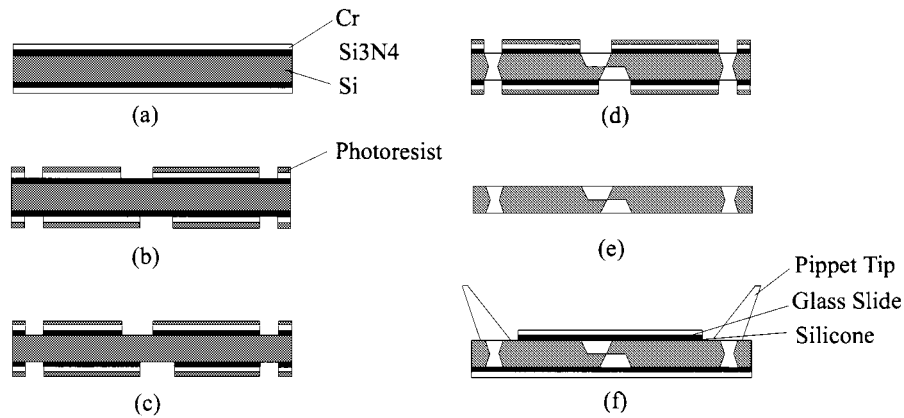 Cr
Si3N4
Si
(a)
Photoresist
(b)
(c)
(d)
(e)
Pippet Tip
Glass Slide
Silicone
(f)